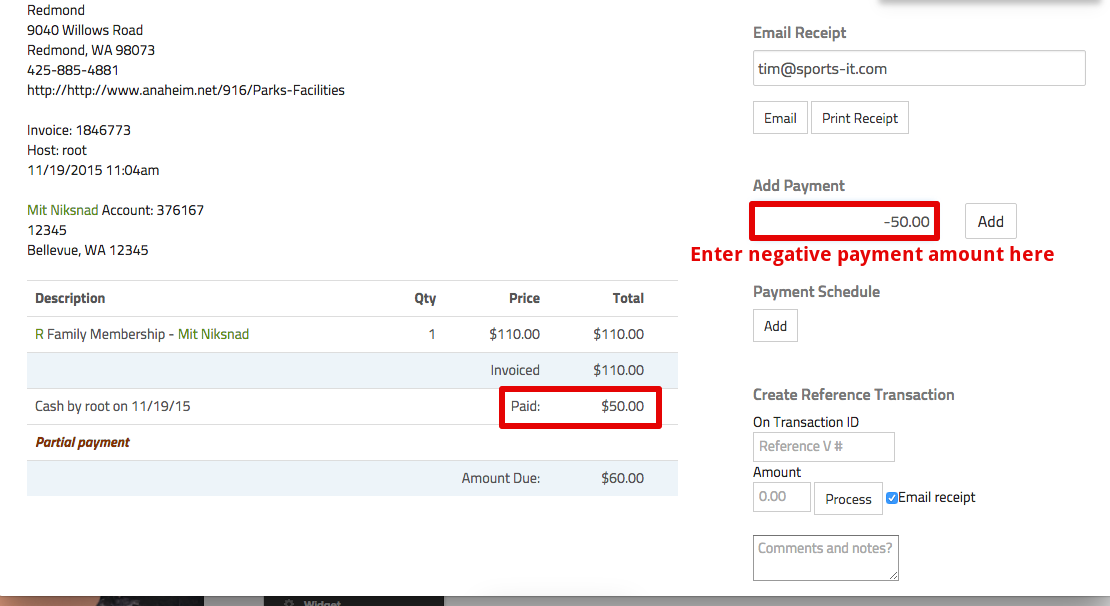 Redmond
9040 Willows Road
Redmond, WA 98073
425-885-4881
http://http://www.anaheim.net/916/Parks-Facilities
Invoice: 1846773
Host: root
11/19/2015 11:04am
Mit Niksnad Account: 376167
12345
Bellevue, WA 12345
Description Qty Price Total
R Family Membership - Mit Niksnad 1 $110.00 $110.00
Invoiced $110.00
Cash by root on 11/19/15 Paid: $50.00
Partial payment
Amount Due: $60.00
Email Receipt
tim@sports-it.com
Email Print Receipt
Add Payment
-50.00 Add
Enter negative payment amount here
Payment Schedule
Add
Create Reference Transaction
On Transaction ID
Reference V #
Amount
0.00 Process Email receipt
Comments and notes?
Widget